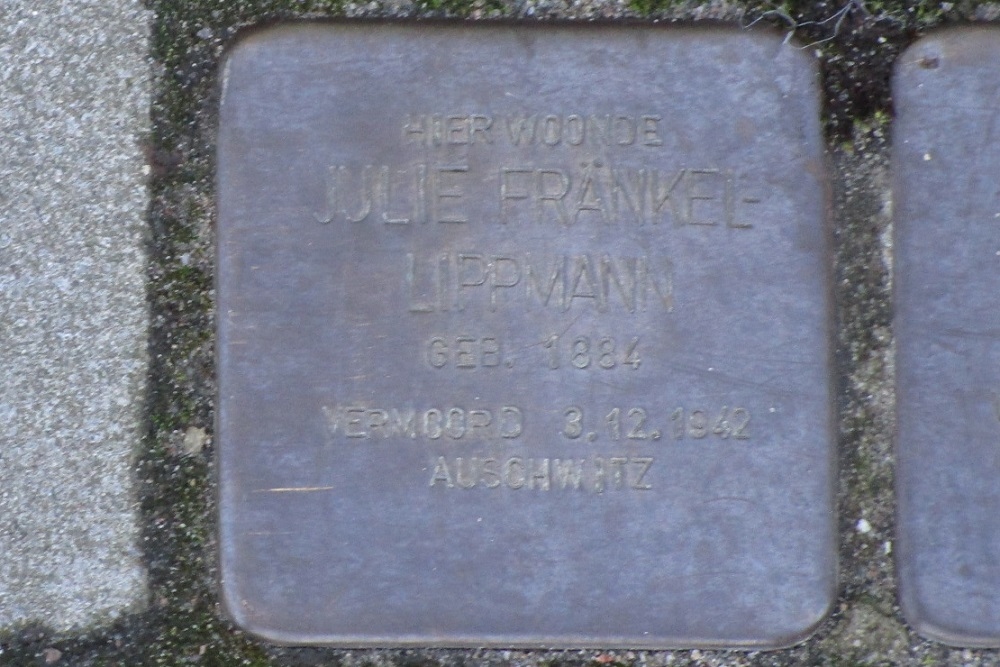 HIER WOONDE
JULIE FRÄNKEL-
LIPPMANN
GEB. 1884
VERMOORD 3.12.1942
AUSCHWITZ